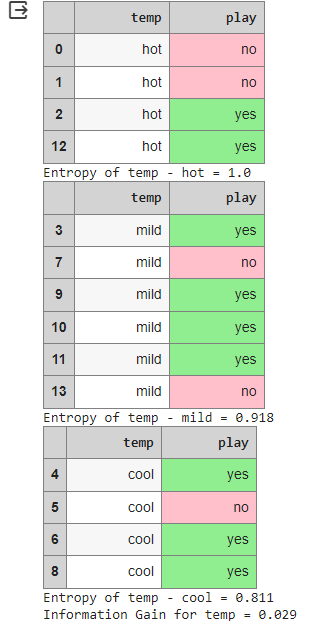 temp play
0 hot no
1 hot no
2 hot yes
12 hot yes
Entropy of temp - hot = 1.0
temp play
3 mild yes
7 mild no
9 mild yes
10 mild yes
11 mild yes
13 mild no
Entropy of temp - mild = 0.918
temp play
4 cool yes
5 cool no
6 cool yes
8 cool yes
Entropy of temp - cool = 0.811
Information Gain for temp = 0.029